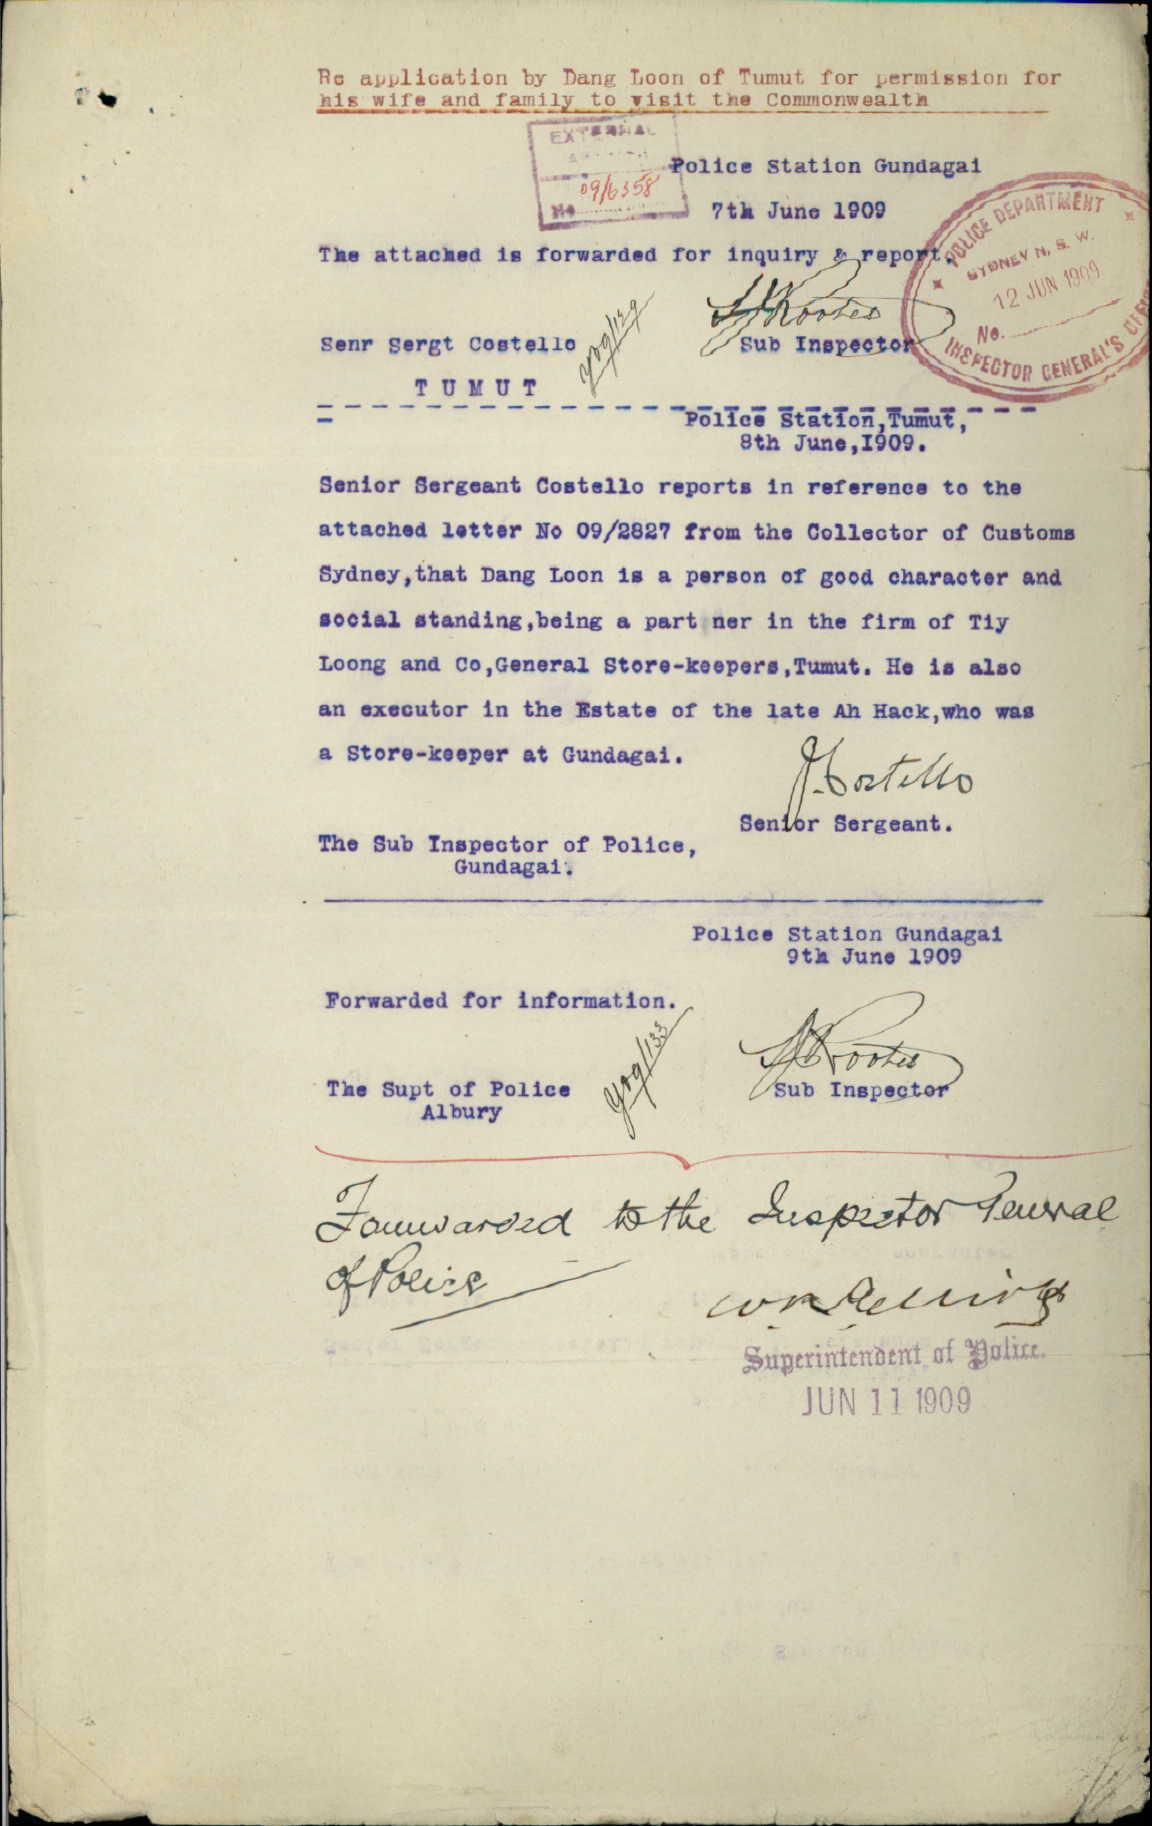 Re application by Dang Loon of Tumut for permission for
his wife and family to visit the Commonwealth
EXTERNAL
No 09/6358
Police Station Gundagai
7th June 1909
POLICE DEPARTMENT
SYDNEY N. S. W.
12 JUN 1909
No.
INSPECTOR GENERAL'S OFFICE
The attached is forwarded for inquiry & report.
Senr Sergt Costello
Sub Inspector
TUMUT
Police Station,Tumut,
8th June,I909.
Senior Sergeant Costello reports in reference to the
attached letter No 09/2827 from the Collector of Customs
Sydney,that Dang Loon is a person of good character and
social standing,being a part ner in the firm of Tiy
Loong and Co,General Store-keepers,Tumut. He is also
an executor in the Estate of the late Ah Hack,who was
a Store-keeper at Gundagai.
J. Costello
Senior Sergeant.
The Sub Inspector of Police,
Gundagai.
Police Station Gundagai
9th June 1909
Forwarded for information.
The Supt of Police
Albury
Sub Inspector
Forwarded to the Inspector General
of Police
Superintendent of Police.
JUN 11 1909